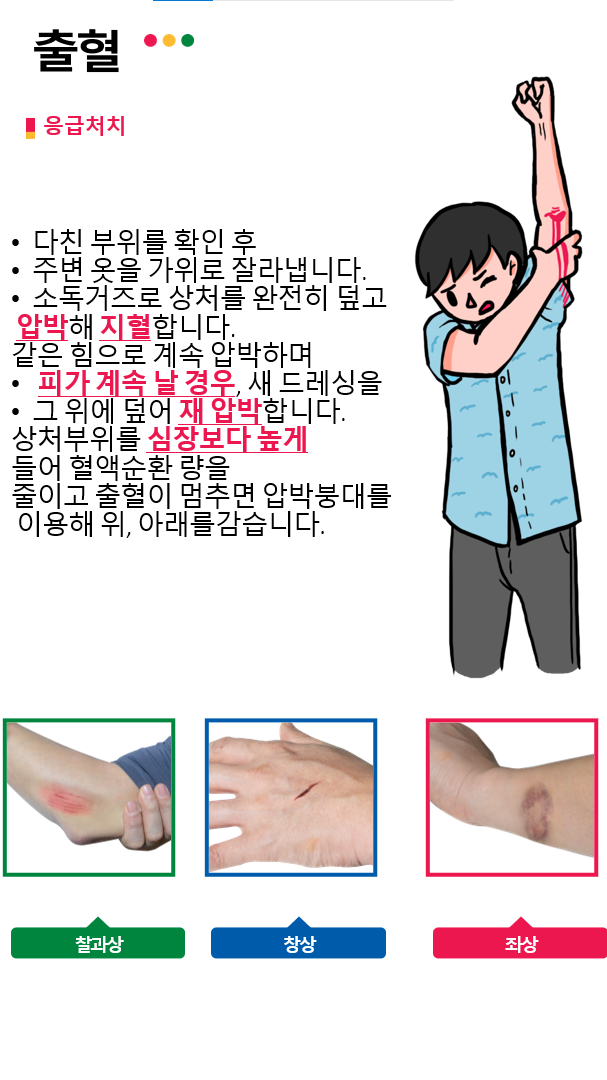 출혈
응급처치
• 다친 부위를 확인 후
• 주변 옷을 가위로 잘라냅니다.
• 소독거즈로 상처를 완전히 덮고
압박해 지혈합니다.
같은 힘으로 계속 압박하며
• 피가 계속 날 경우, 새 드레싱을
• 그 위에 덮어 재 압박합니다.
상처부위를 심장보다 높게
들어 혈액순환 량을
줄이고 출혈이 멈추면 압박붕대를
이용해 위, 아래를감습니다.
찰과상
창상
좌상